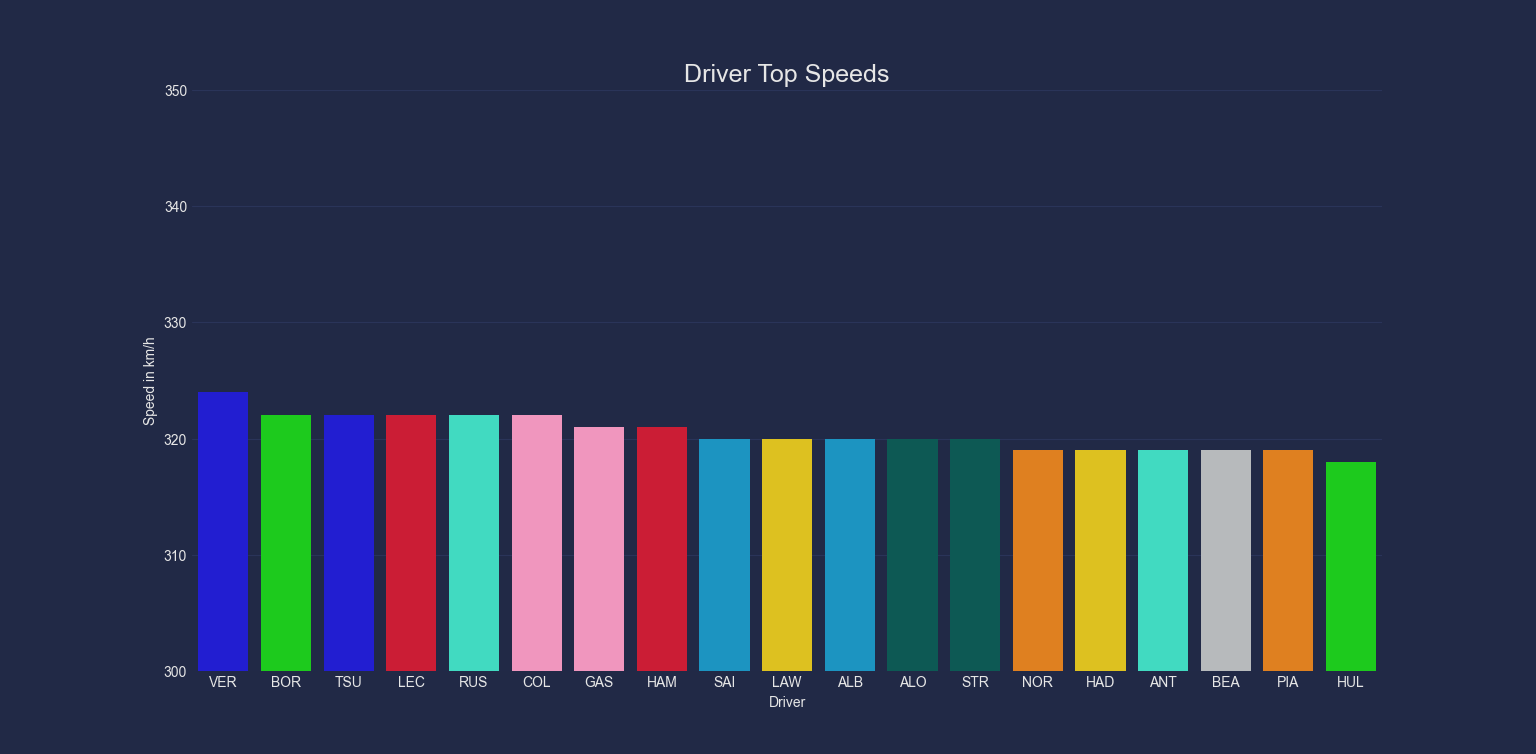 Driver Top Speeds
350
340
330
320
310
300
Speed in km/h
VER BOR TSU LEC RUS COL GAS HAM SAI LAW ALB ALO STR NOR HAD ANT BEA PIA HUL
Driver